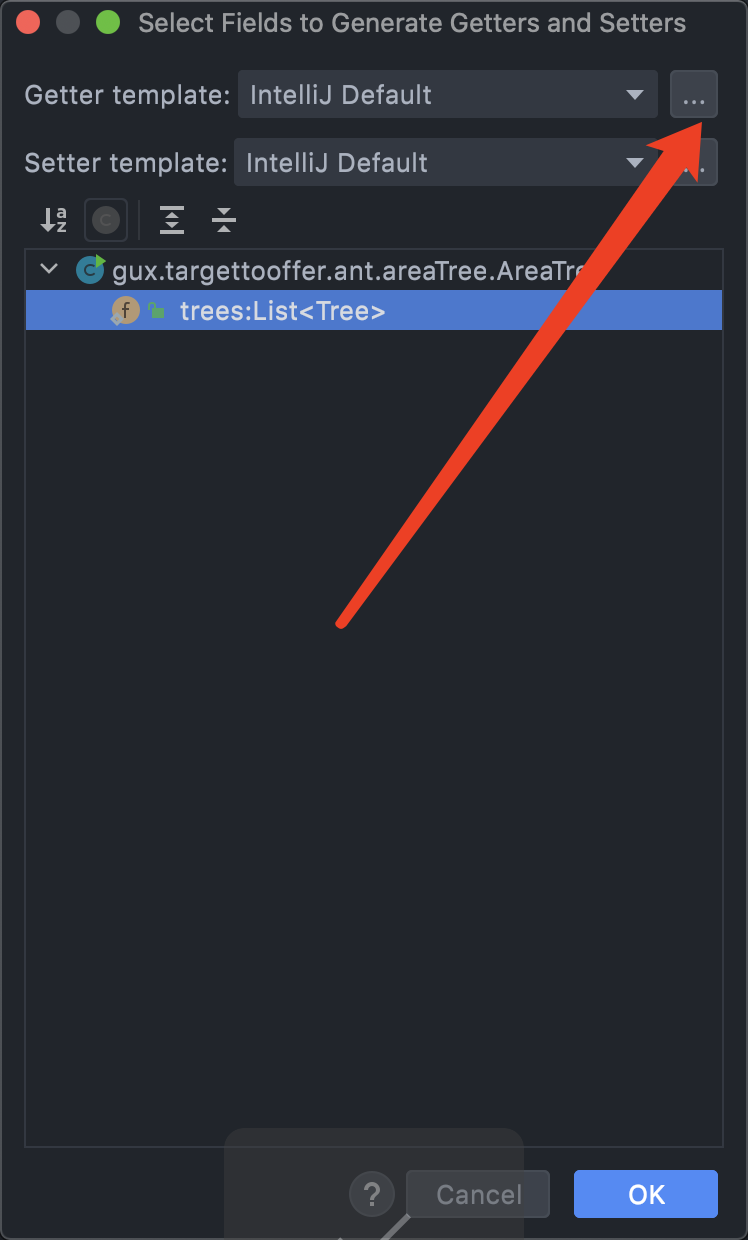 Select Fields to Generate Getters and Setters
Getter template: IntelliJ Default ...
Setter template: IntelliJ Default
gux.targettooffer.ant.areaTree.AreaTre
trees:List<Tree>
? Cancel OK